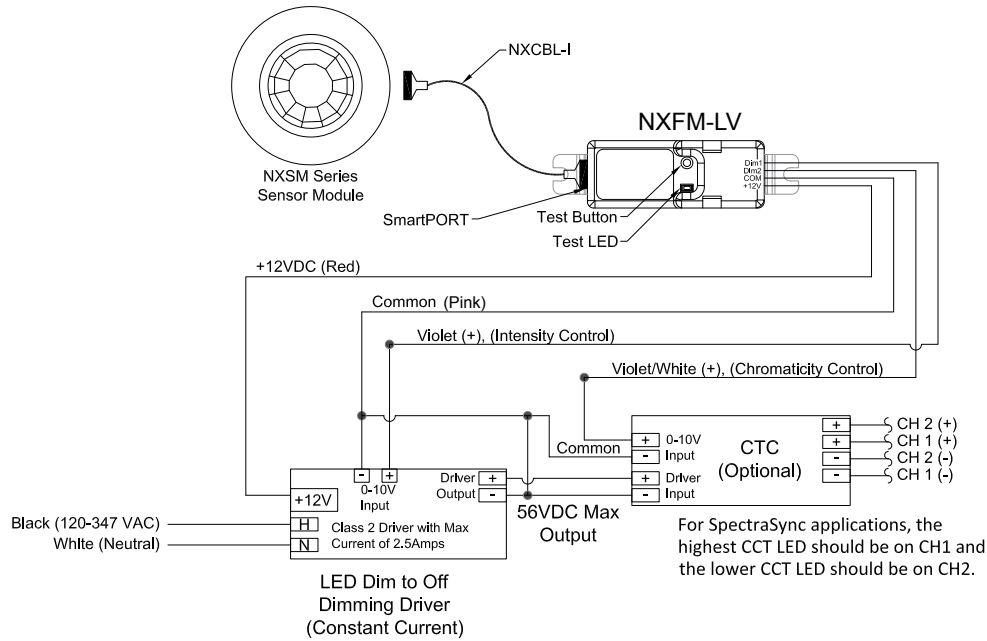 NXCBL-I
NXFM-LV
NXSM Series
Sensor Module
SmartPORT
Test Button
Test LED
Dim1
DIm2
COM
+12V
+12VDC (Red)
Common (Pink)
Violet (+), (Intensity Control)
Violet/White (+), (Chromaticity Control)
+ 0-10V
- Input
Common
CTC
(Optional)
+ Driver
- Input
+ CH 2 (+)
+ CH 1 (+)
- CH 2 (-)
- CH 1 (-)
- +
0-10V
Input
Driver +
Output -
+12V
56VDC Max
Output
Black (120-347 VAC)
White (Neutral)
H
N
Class 2 Driver with Max
Current of 2.5Amps
LED Dim to Off
Dimming Driver
(Constant Current)
For SpectraSync applications, the
highest CCT LED should be on CH1 and
the lower CCT LED should be on CH2.